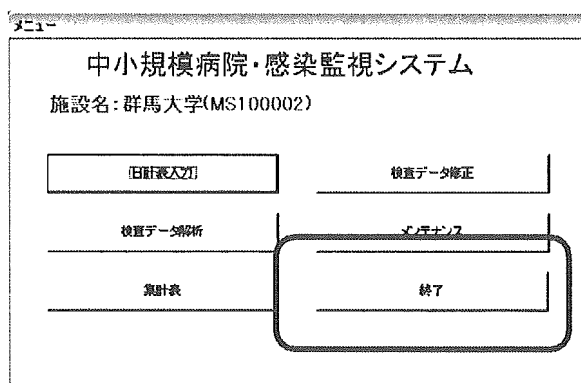 メニュー
中小規模病院・感染監視システム
施設名:群馬大学(MS100002)
日計表入力
検査データ修正
検査データ解析
メンテナンス
集計表
終了